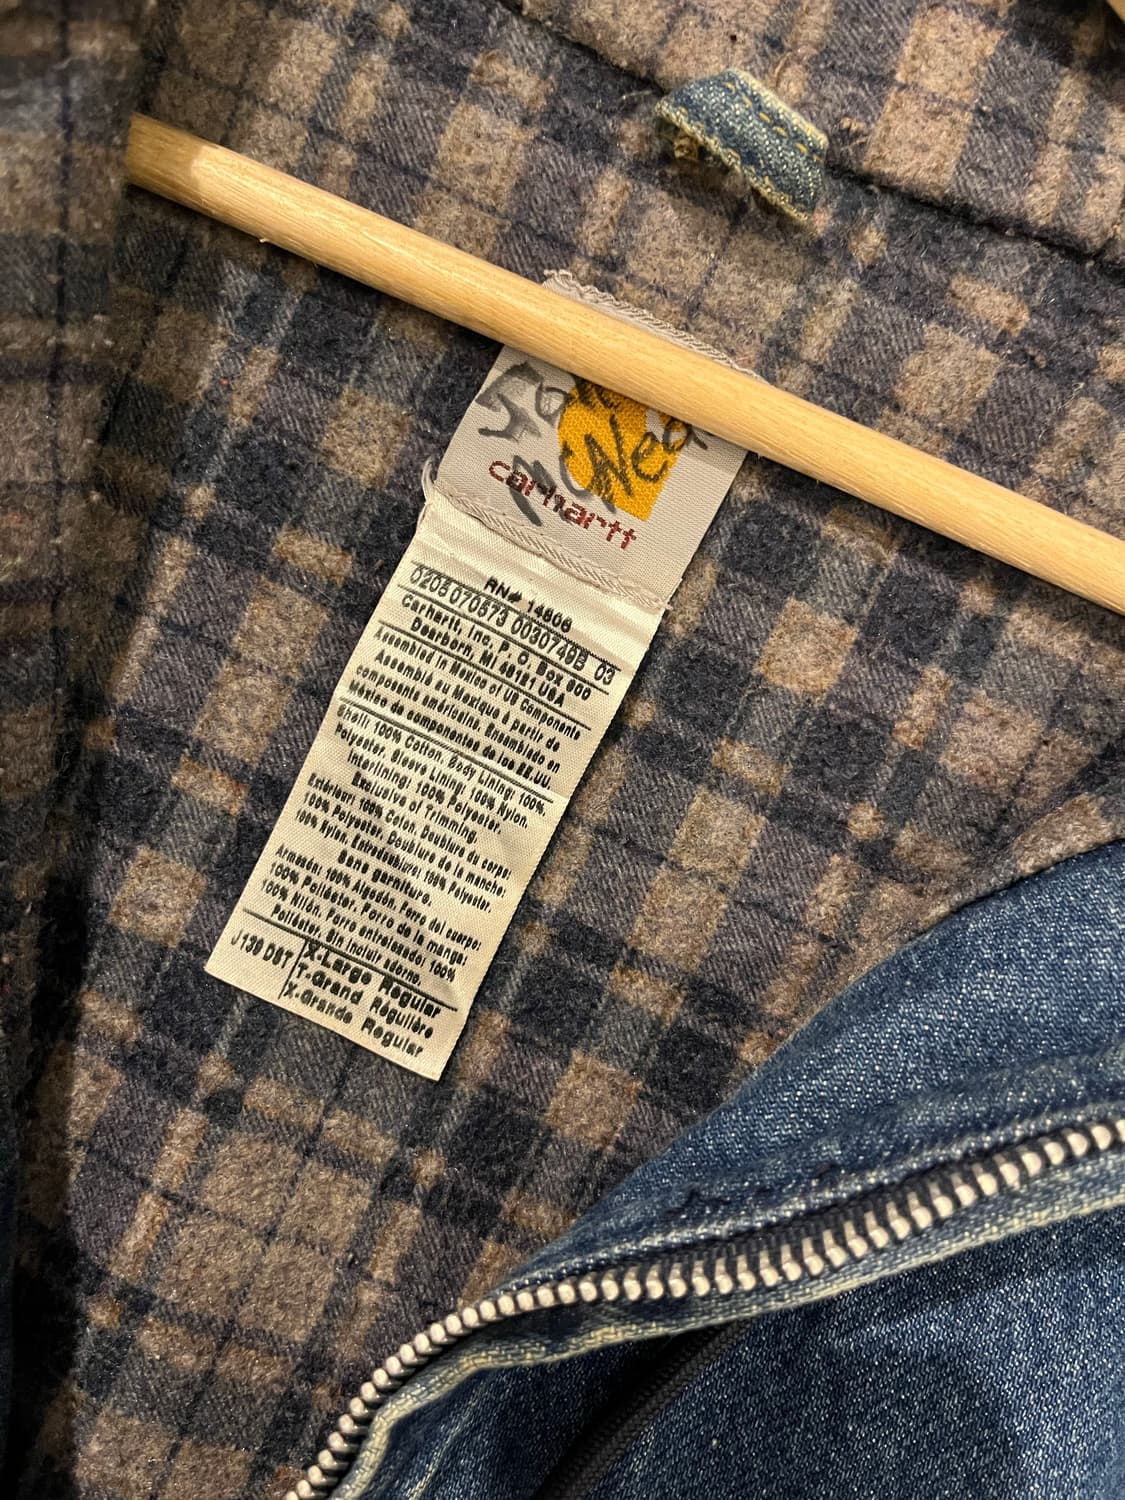 carhartt
RN# 14806
0205070573 0030749B 03
Carhartt, Inc. P. O. Box 600
Dearborn, MI 48121 USA
Assembled in Mexico of US Components
Assemblé au Mexique à partir de
composants américains. Ensamblado en
México de componentes de los EE.UU.
Shell: 100% Cotton. Body Lining: 100%
Polyester. Sleeve Lining: 100% Nylon.
Interlining: 100% Polyester.
Exclusive of Trimming.
Extérieur: 100% Coton. Doublure du corps:
100% Polyester. Doublure de la manche:
100% Nylon. Entredoublure: 100% Polyester.
Sans garniture.
Armazón: 100% Algodón. Forro del cuerpo:
100% Poliéster. Forro de la manga:
100% Nilón. Forro entrelazado: 100%
Poliéster. Sin incluir adorno.
J139 DST X-Large Regular
T-Grand Régulière
X-Grande Regular